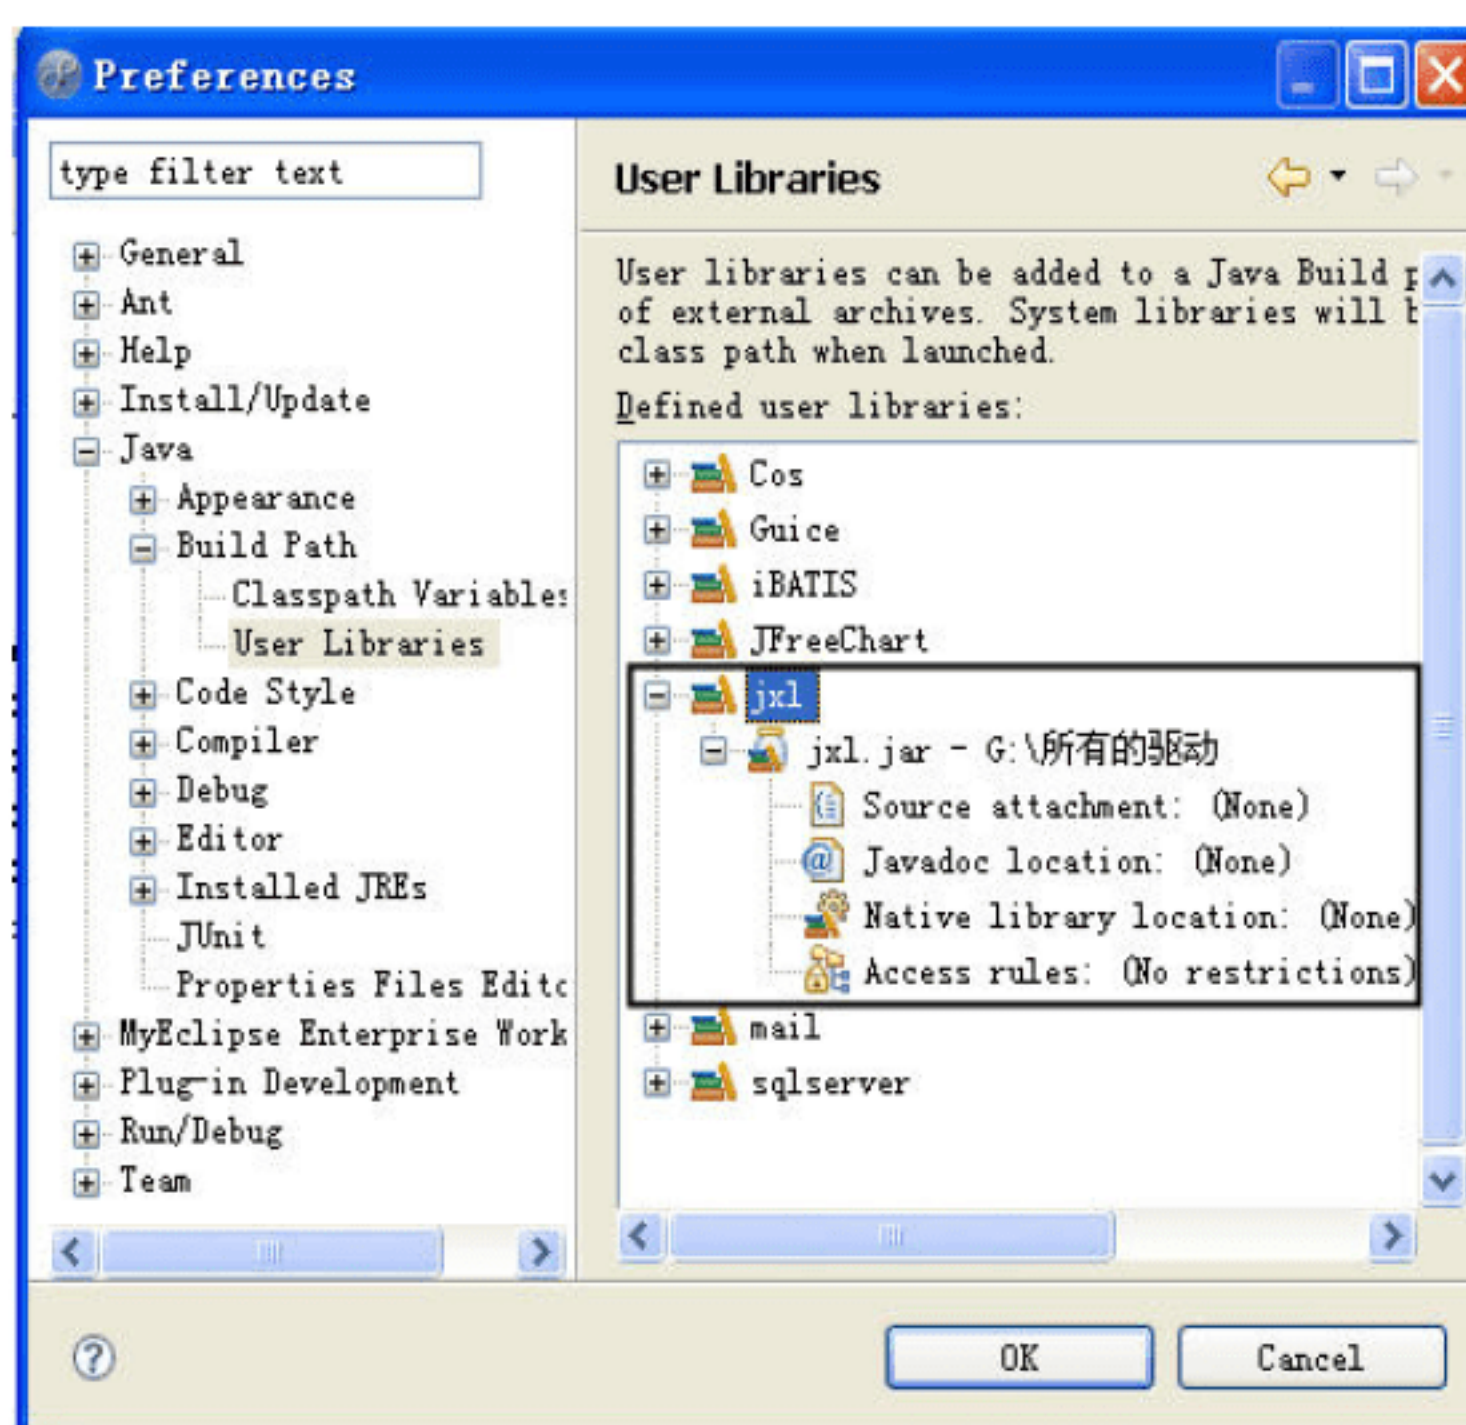 Preferences
type filter text
General
Ant
Help
Install/Update
Java
Appearance
Build Path
Classpath Variables
User Libraries
Code Style
Compiler
Debug
Editor
Installed JREs
JUnit
Properties Files Edito
MyEclipse Enterprise Work
Plug-in Development
Run/Debug
Team
User Libraries
User libraries can be added to a Java Build p
of external archives. System libraries will b
class path when launched.
Defined user libraries:
Cos
Guice
iBATIS
JFreeChart
jxl
jxl.jar - G:\所有的驱动
Source attachment: (None)
Javadoc location: (None)
Native library location: (None)
Access rules: (No restrictions)
mail
sqlserver
OK
Cancel